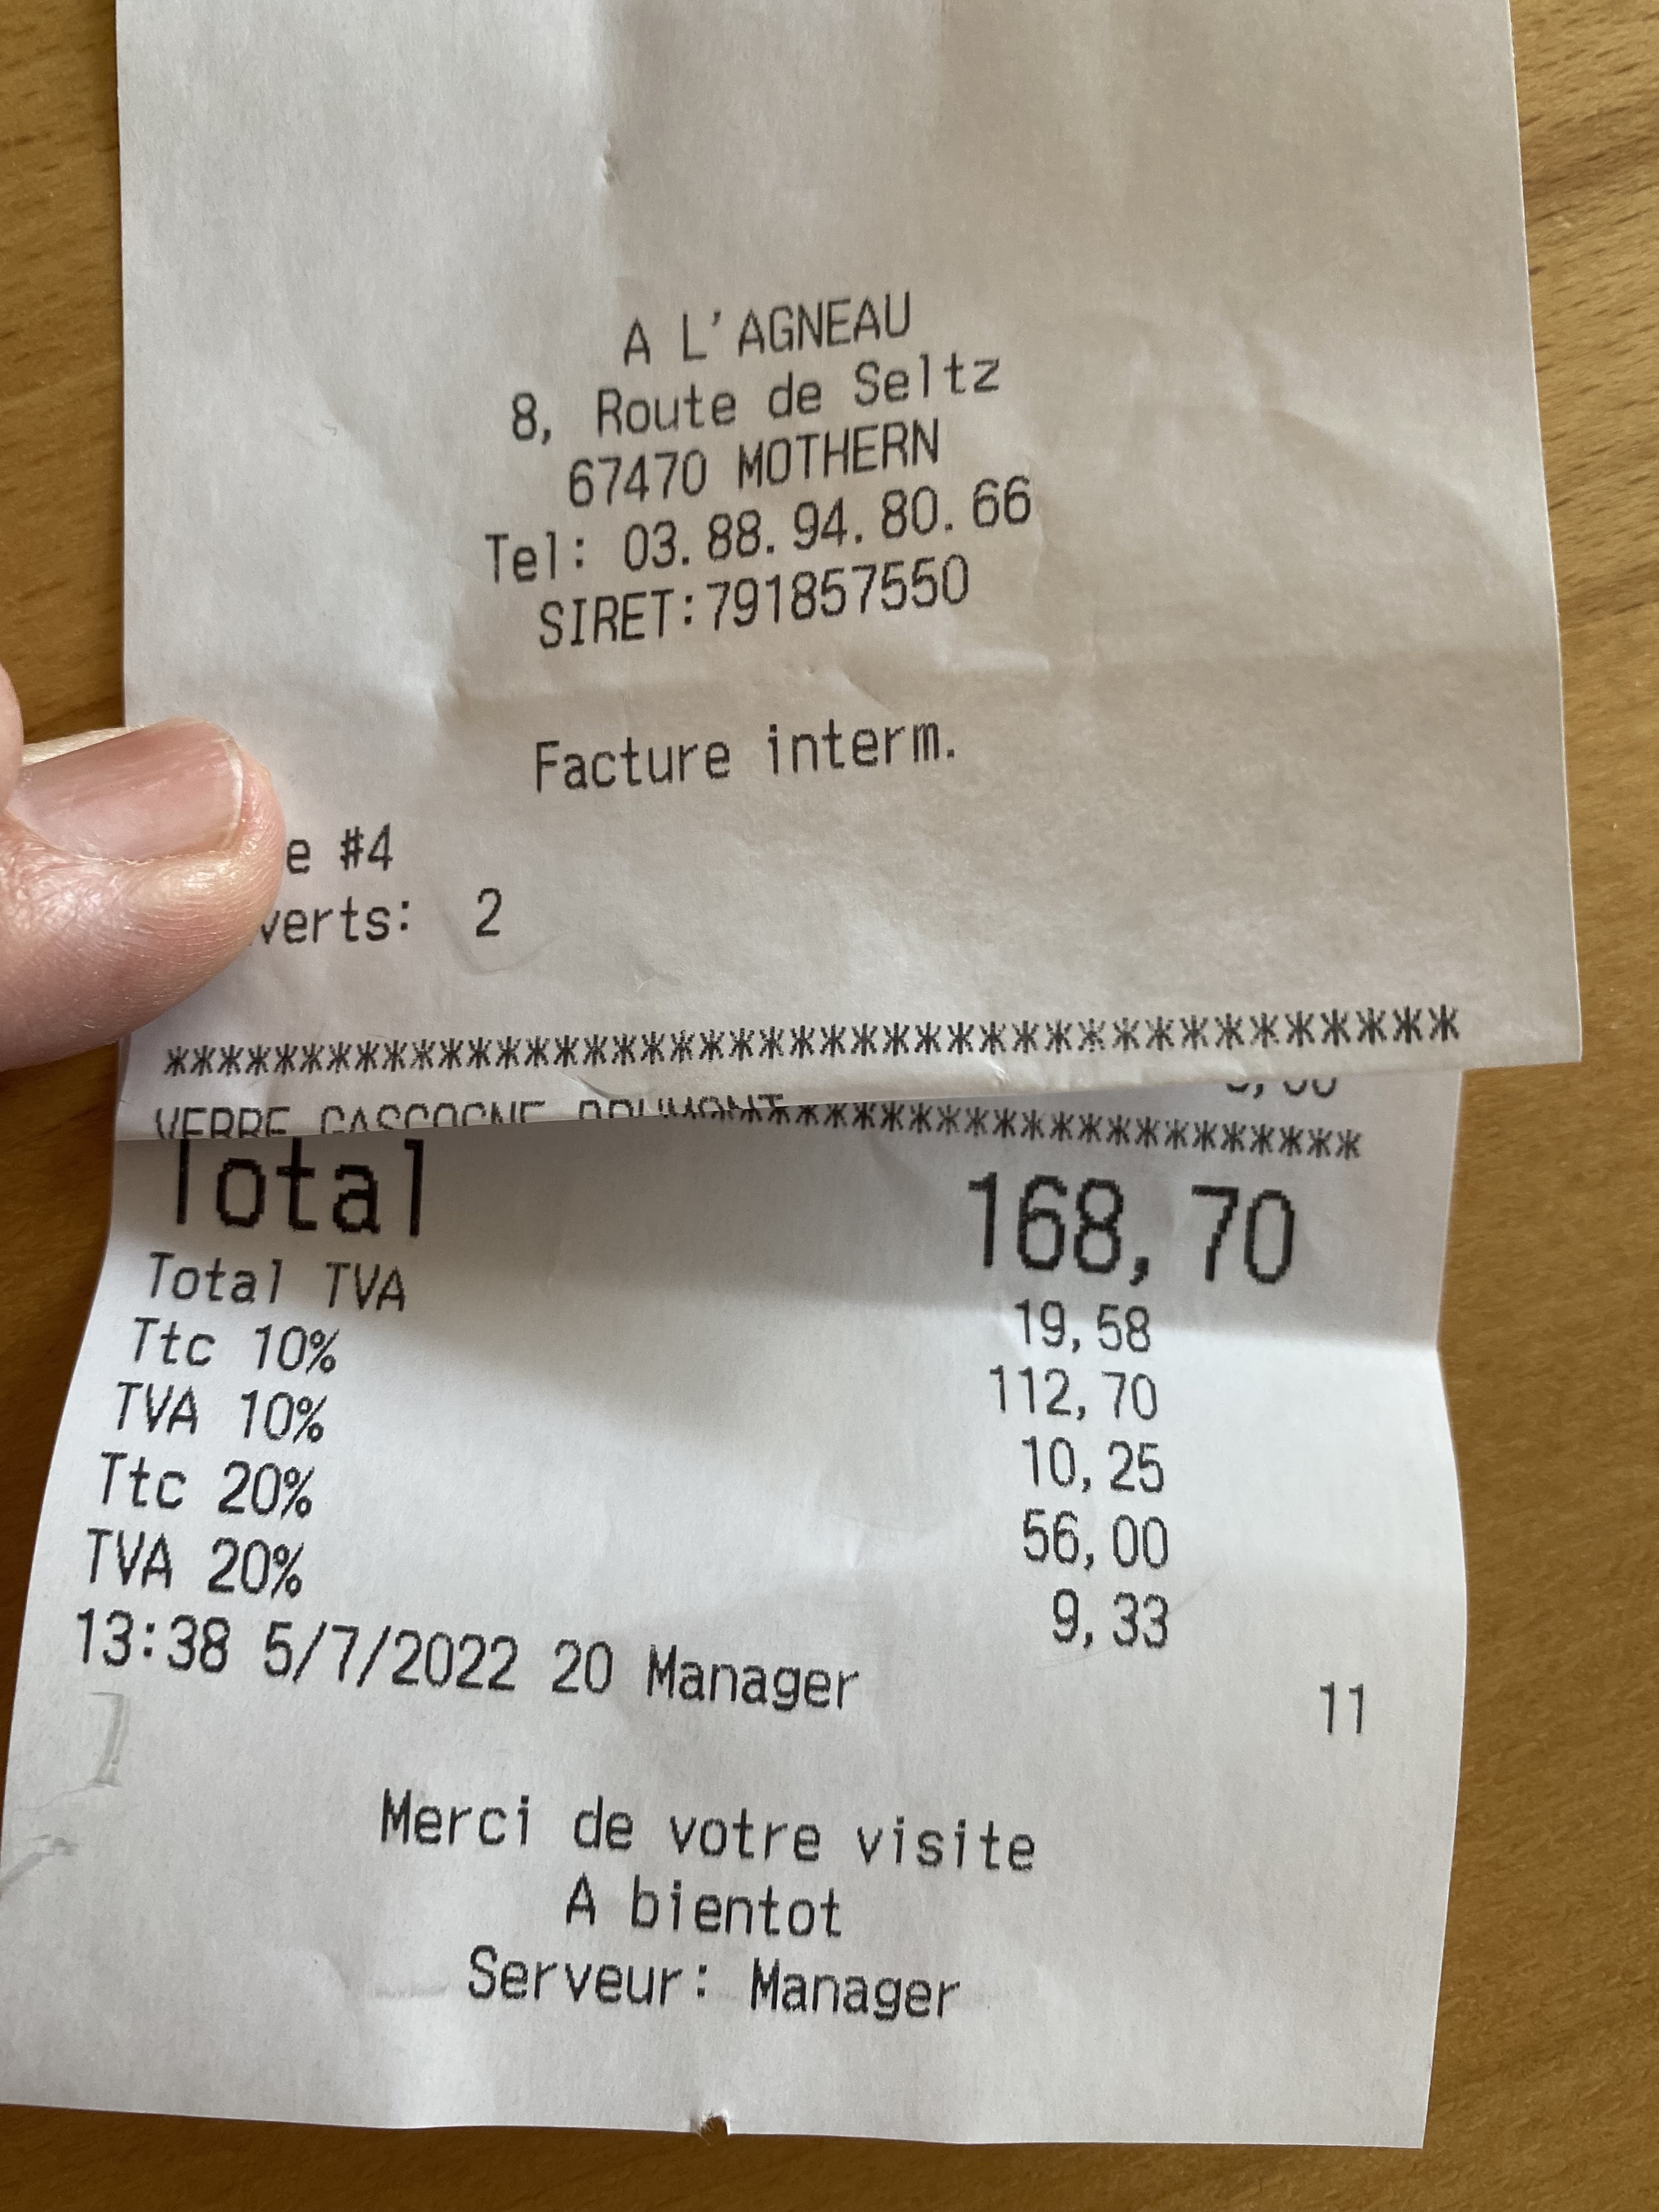 A L'AGNEAU
8, Route de Seltz
67470 MOTHERN
Tel: 03.88.94.80.66
SIRET:791857550
Facture interm.
e #4
verts: 2
******************************************
VERRE GASCOGNE
Total 168,70
Total TVA 19,58
Ttc 10% 112,70
TVA 10% 10,25
Ttc 20% 56,00
TVA 20% 9,33
13:38 5/7/2022 20 Manager 11
Merci de votre visite
A bientot
Serveur: Manager